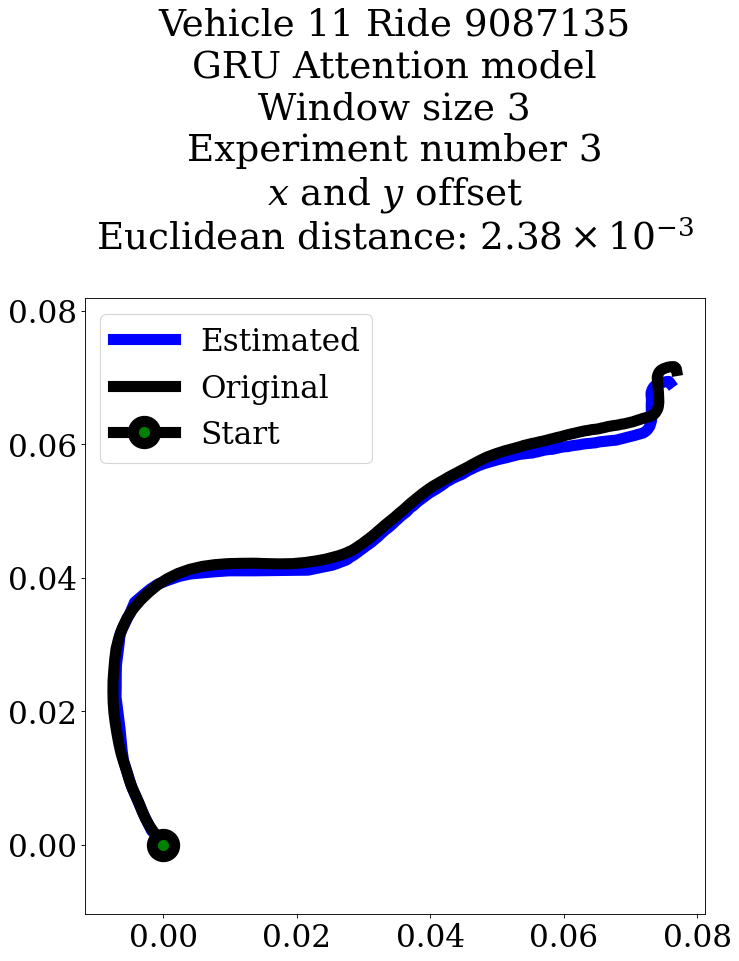 Vehicle 11 Ride 9087135
GRU Attention model
Window size 3
Experiment number 3
x and y offset
Euclidean distance: 2.38 × 10⁻³
Estimated
Original
Start
0.08
0.06
0.04
0.02
0.00
0.00 0.02 0.04 0.06 0.08